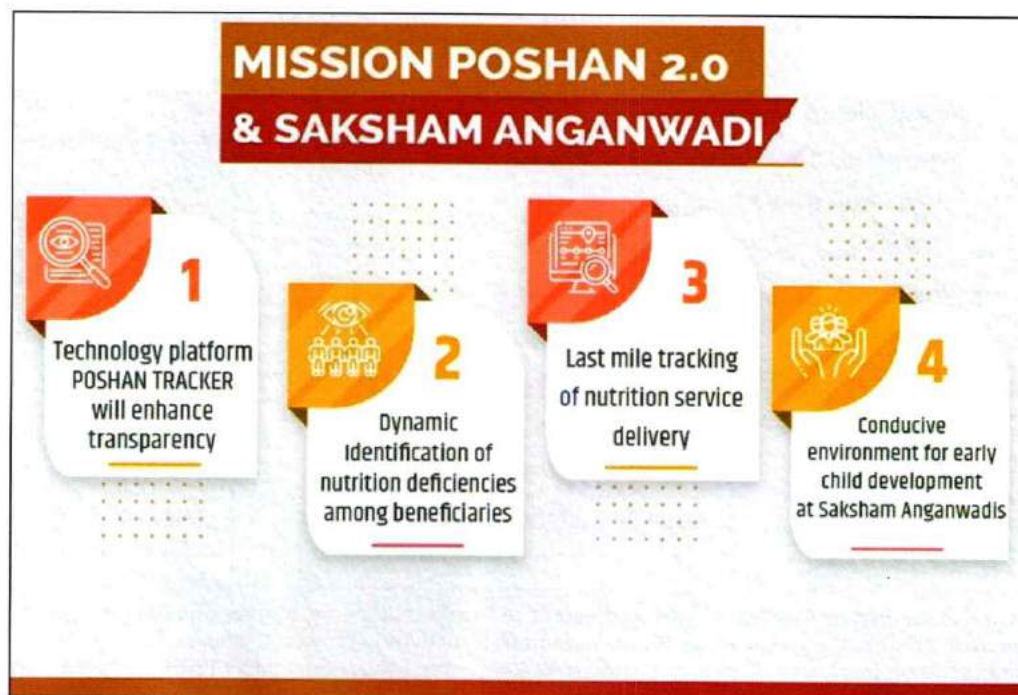 MISSION POSHAN 2.0
& SAKSHAM ANGANWADI
1
Technology platform
POSHAN TRACKER
will enhance
transparency
2
Dynamic
Identification of
nutrition deficiencies
among beneficiaries
3
Last mile tracking
of nutrition service
delivery
4
Conducive
environment for early
child development
at Saksham Anganwadis